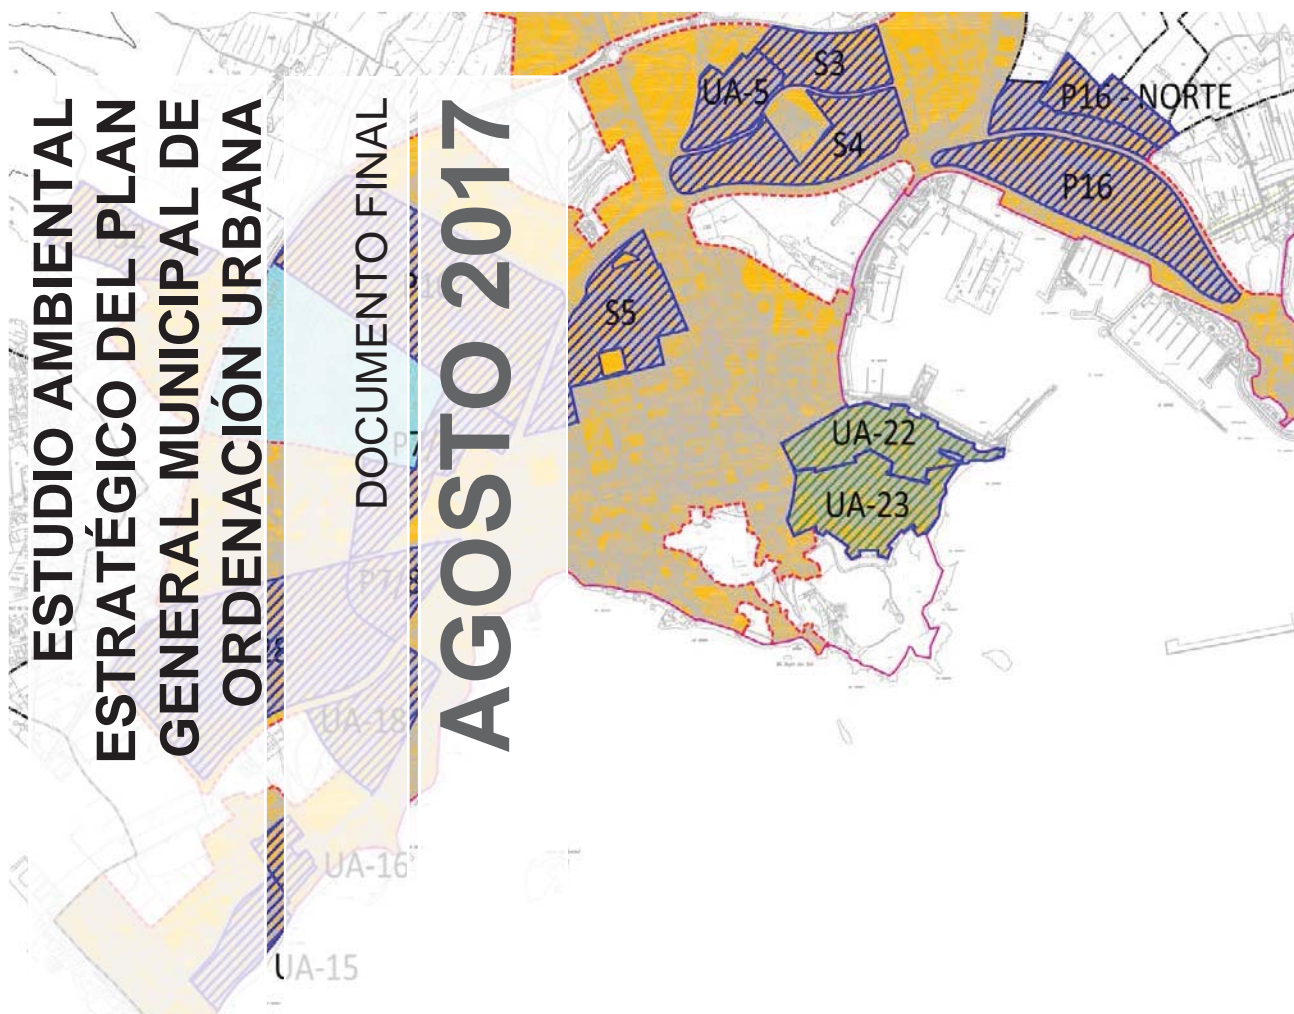 ESTUDIO AMBIENTAL
ESTRATÉGICO DEL PLAN
GENERAL MUNICIPAL DE
ORDENACIÓN URBANA
DOCUMENTO FINAL
AGOSTO 2017
S3
UA-5
S4
P16 - NORTE
P16
S5
UA-22
UA-23
UA-18
UA-16
UA-15